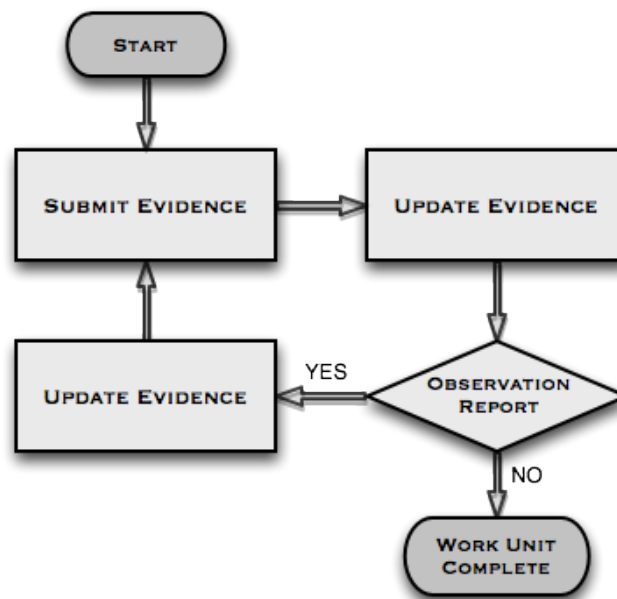 START
SUBMIT EVIDENCE
UPDATE EVIDENCE
UPDATE EVIDENCE
YES
OBSERVATION
REPORT
NO
WORK UNIT
COMPLETE